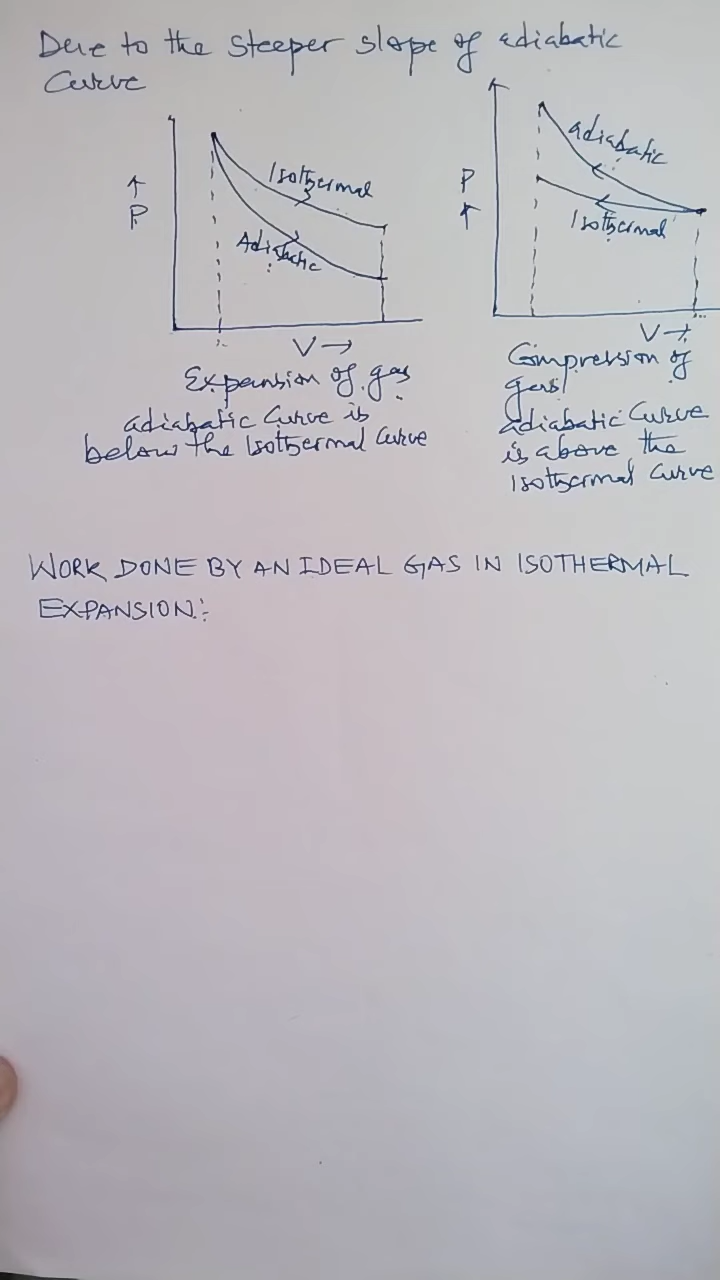 Due to the steeper slope of adiabatic
Curve
↑
P
Isothermal
Adiabatic
V →
Expansion of gas
adiabatic Curve is
below the Isothermal Curve
P
↑
adiabatic
Isothermal
V →
Compression of
gas
adiabatic Curve
is above the
Isothermal Curve
WORK DONE BY AN IDEAL GAS IN ISOTHERMAL
EXPANSION:-